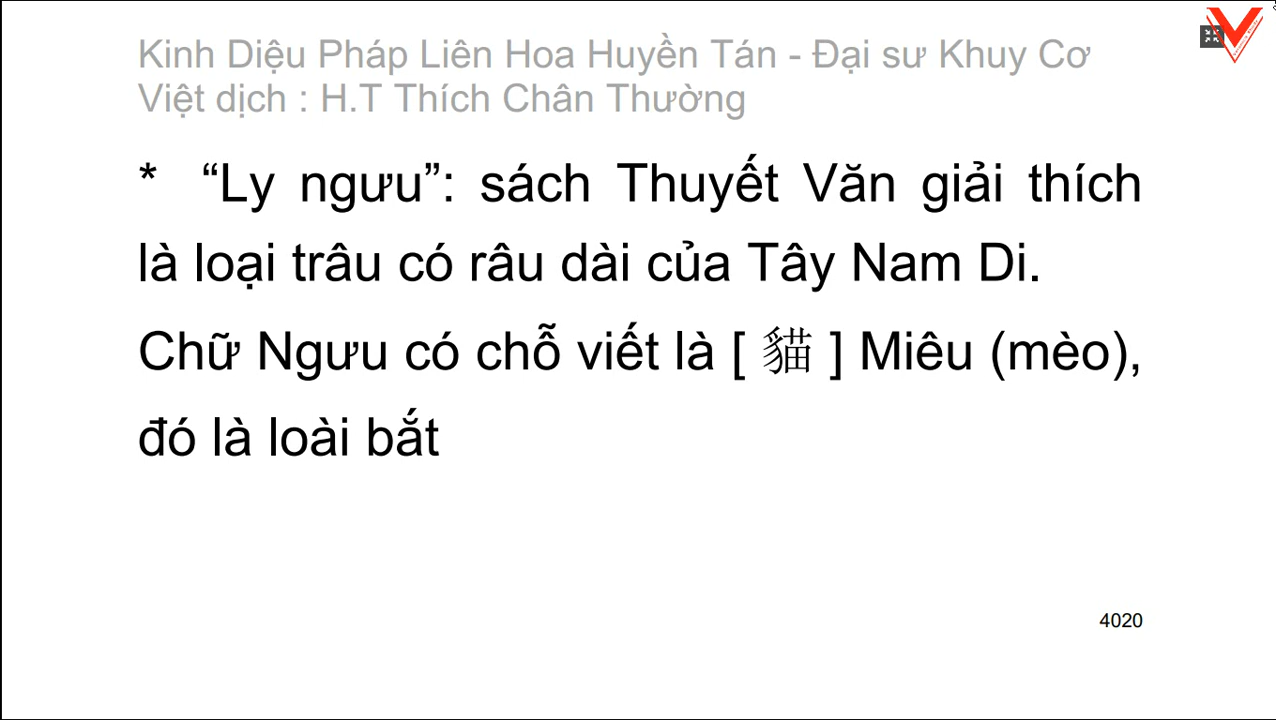 Kinh Diệu Pháp Liên Hoa Huyền Tán - Đại sư Khuy Cơ
Việt dịch : H.T Thích Chân Thường
* “Ly ngưu”: sách Thuyết Văn giải thích
là loại trâu có râu dài của Tây Nam Di.
Chữ Ngưu có chỗ viết là [ 貓 ] Miêu (mèo),
đó là loài bắt
4020